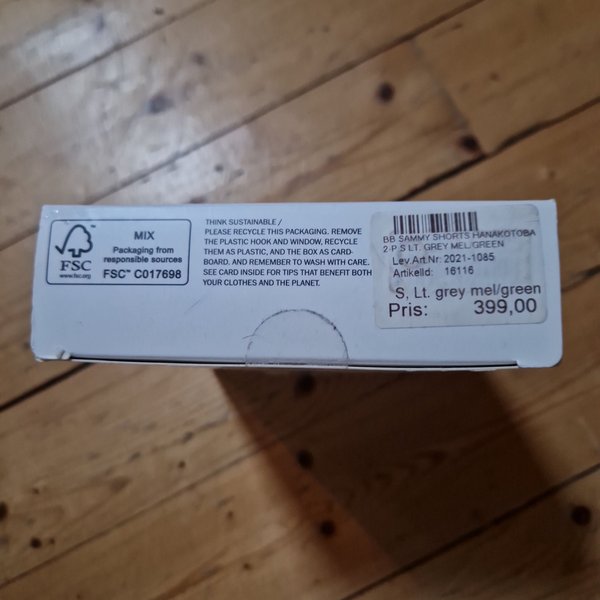 FSC
www.fsc.org
MIX
Packaging from
responsible sources
FSC™ C017698
THINK SUSTAINABLE /
PLEASE RECYCLE THIS PACKAGING. REMOVE
THE PLASTIC HOOK AND WINDOW, RECYCLE
THEM AS PLASTIC, AND THE BOX AS CARD-
BOARD. AND REMEMBER TO WASH WITH CARE.
SEE CARD INSIDE FOR TIPS THAT BENEFIT BOTH
YOUR CLOTHES AND THE PLANET.
BB SAMMY SHORTS HANAKOTOBA
2-P S LT. GREY MEL/GREEN
Lev.Art.Nr: 2021-1085
ArtikelId: 16116
S, Lt. grey mel/green
Pris: 399,00